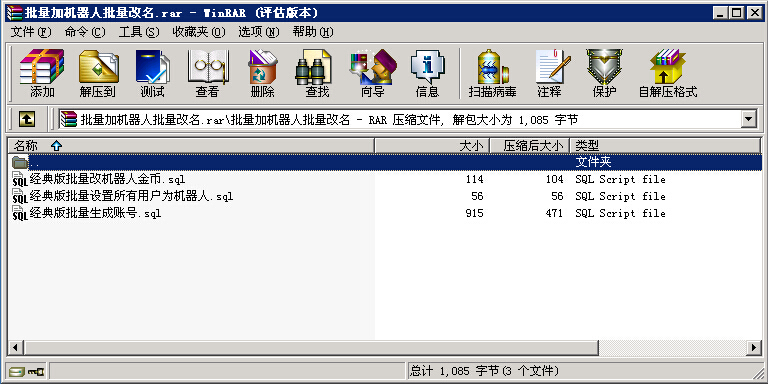 批量加机器人批量改名.rar - WinRAR (评估版本)
文件(F) 命令(C) 工具(S) 收藏夹(O) 选项(N) 帮助(H)
添加 解压到 测试 查看 删除 查找 向导 信息 扫描病毒 注释 保护 自解压格式
批量加机器人批量改名.rar\批量加机器人批量改名 - RAR 压缩文件, 解包大小为 1,085 字节
名称 大小 压缩后大小 类型
.. 文件夹
经典版批量改机器人金币.sql 114 104 SQL Script file
经典版批量设置所有用户为机器人.sql 56 56 SQL Script file
经典版批量生成账号.sql 915 471 SQL Script file
总计 1,085 字节(3 个文件)